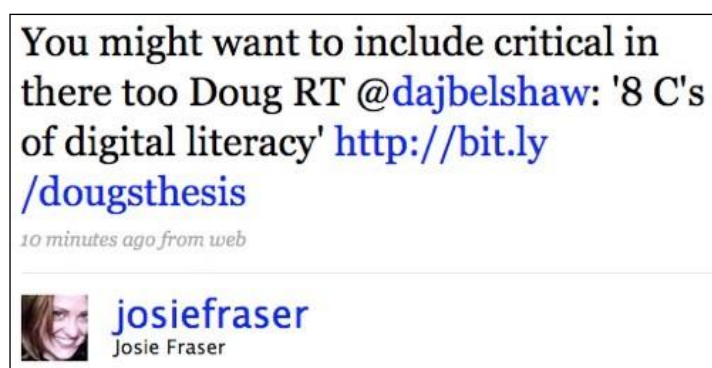 You might want to include critical in
there too Doug RT @dajbelshaw: '8 C's
of digital literacy' http://bit.ly
/dougsthesis
10 minutes ago from web
josiefraser
Josie Fraser